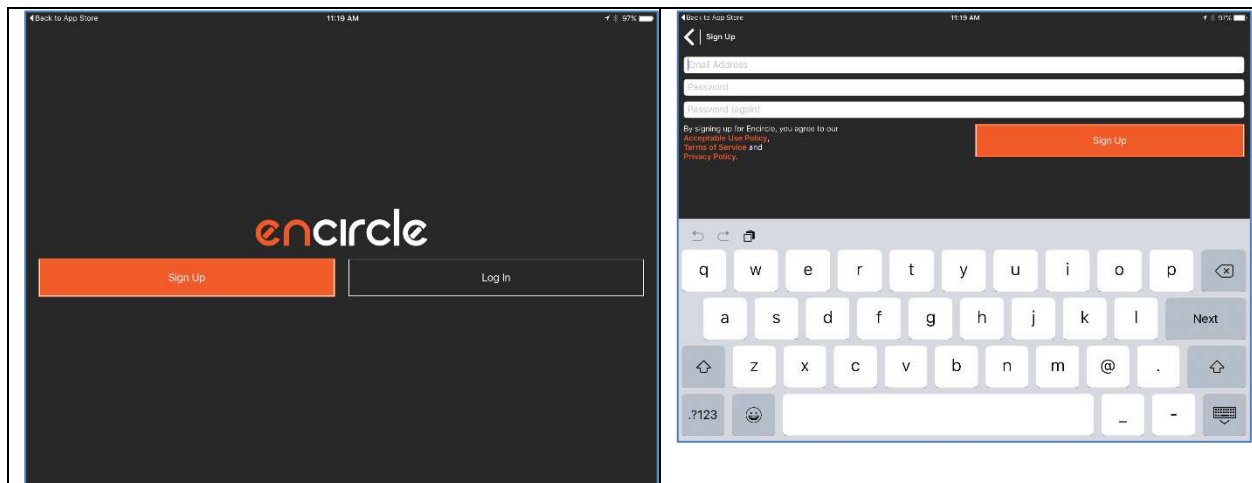 Back to App Store
11:19 AM
97%
encircle
Sign Up
Log In
Back to App Store
11:19 AM
97%
Sign Up
Email Address
Password
Password (again)
By signing up for Encircle, you agree to our
Acceptable Use Policy,
Terms of Service and
Privacy Policy.
Sign Up
q w e r t y u i o p
a s d f g h j k l Next
z x c v b n m @ .
.?123 _ -